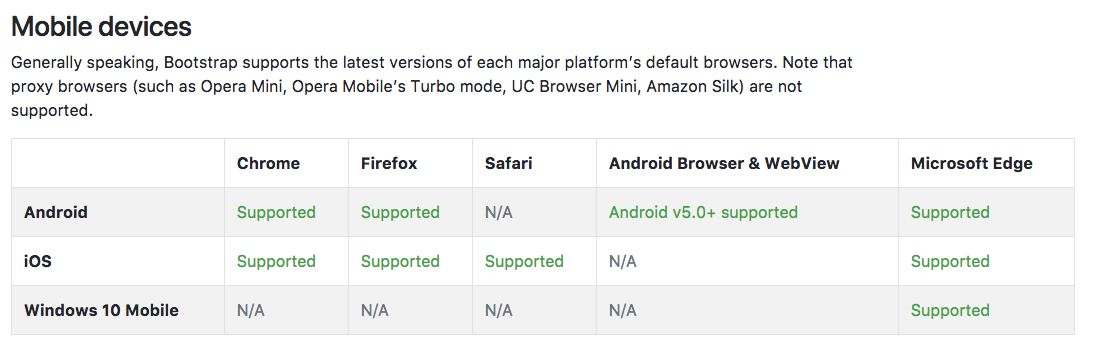 Mobile devices
Generally speaking, Bootstrap supports the latest versions of each major platform’s default browsers. Note that
proxy browsers (such as Opera Mini, Opera Mobile’s Turbo mode, UC Browser Mini, Amazon Silk) are not
supported.
Chrome Firefox Safari Android Browser & WebView Microsoft Edge
Android Supported Supported N/A Android v5.0+ supported Supported
iOS Supported Supported Supported N/A Supported
Windows 10 Mobile N/A N/A N/A N/A Supported